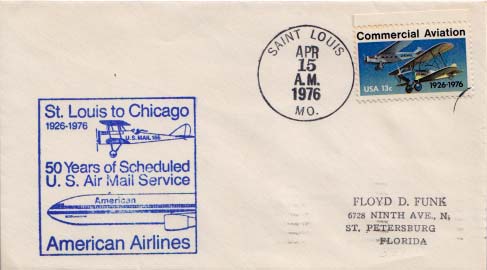 SAINT LOUIS
APR
15
A.M.
1976
MO.
Commercial Aviation
USA 13c 1926-1976
St. Louis to Chicago
1926-1976
U.S. MAIL
50 Years of Scheduled
U. S. Air Mail Service
American
American Airlines
FLOYD D. FUNK
6728 NINTH AVE., N,
ST. PETERSBURG
FLORIDA